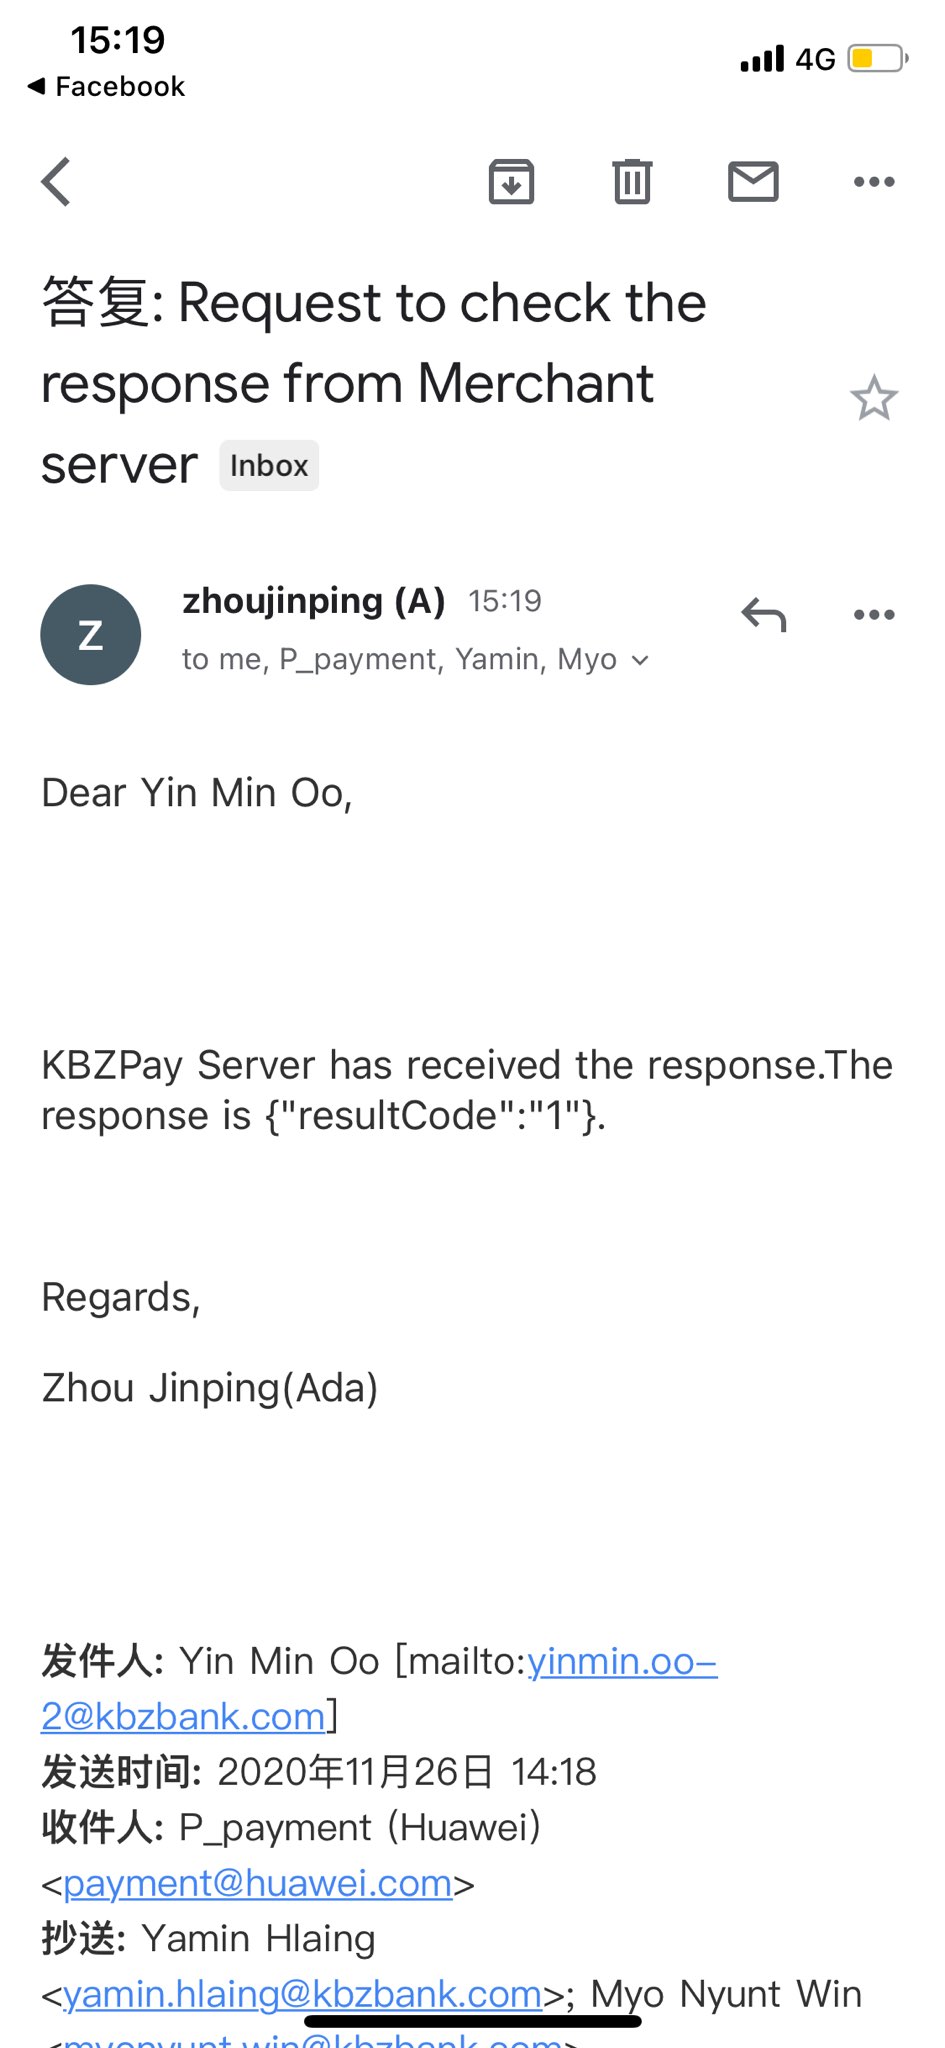 15:19
4G
Facebook
答复: Request to check the
response from Merchant
server Inbox
Z
zhoujinping (A) 15:19
to me, P_payment, Yamin, Myo
Dear Yin Min Oo,
KBZPay Server has received the response.The
response is {"resultCode":"1"}.
Regards,
Zhou Jinping(Ada)
发件人: Yin Min Oo [mailto:yinmin.oo-
2@kbzbank.com]
发送时间: 2020年11月26日 14:18
收件人: P_payment (Huawei)
<payment@huawei.com>
抄送: Yamin Hlaing
<yamin.hlaing@kbzbank.com>; Myo Nyunt Win
<myonyunt.win@kbzbank.com>